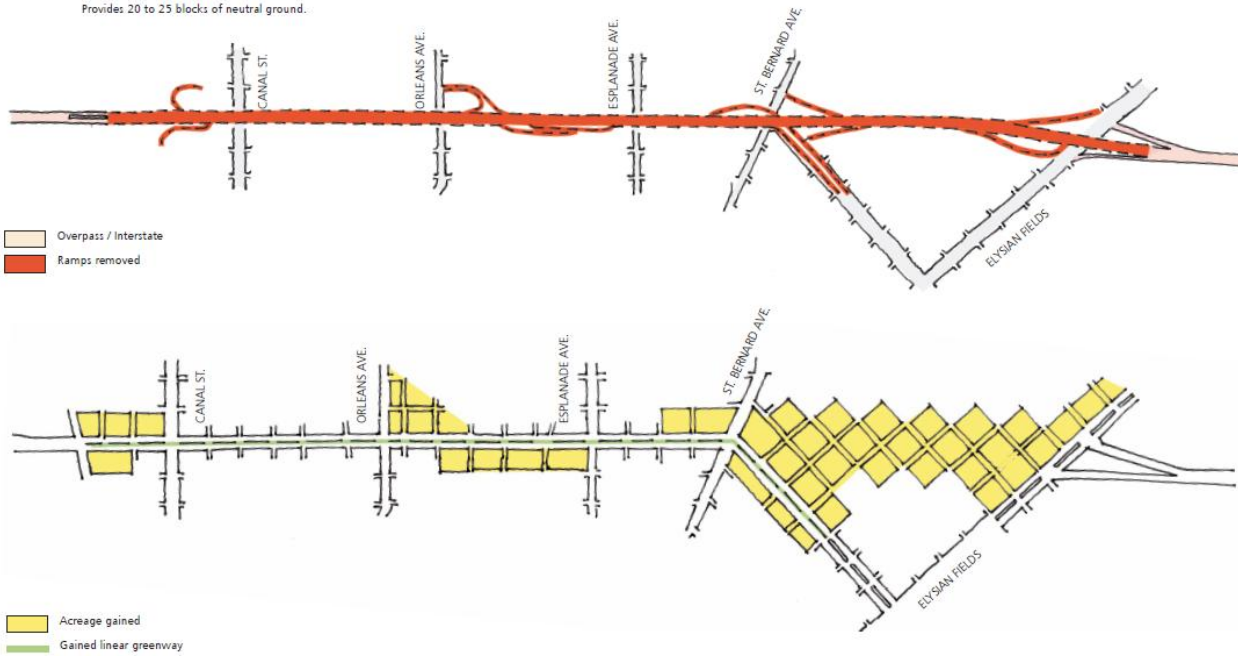 Provides 20 to 25 blocks of neutral ground.
CANAL ST.
ORLEANS AVE.
ESPLANADE AVE.
ST. BERNARD AVE.
ELYSIAN FIELDS
Overpass / Interstate
Ramps removed
CANAL ST.
ORLEANS AVE.
ESPLANADE AVE.
ST. BERNARD AVE.
ELYSIAN FIELDS
Acreage gained
Gained linear greenway